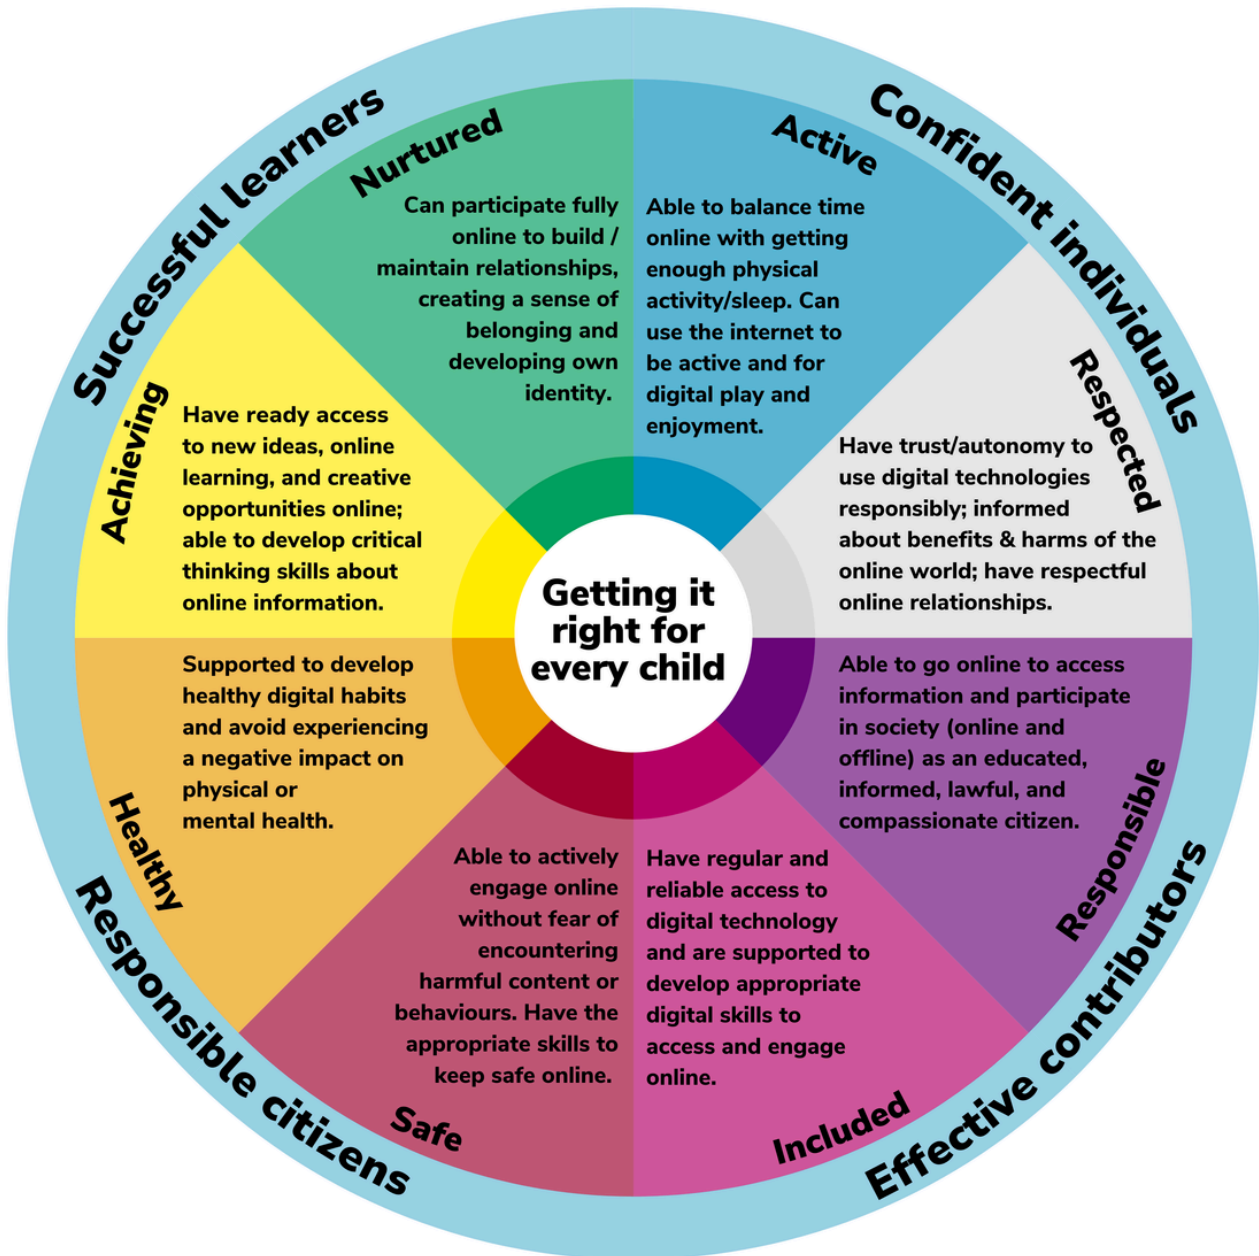 Successful learners
Confident individuals
Nurtured
Can participate fully
online to build /
maintain relationships,
creating a sense of
belonging and
developing own
identity.
Active
Able to balance time
online with getting
enough physical
activity/sleep. Can
use the internet to
be active and for
digital play and
enjoyment.
Achieving
Have ready access
to new ideas, online
learning, and creative
opportunities online;
able to develop critical
thinking skills about
online information.
Respected
Have trust/autonomy to
use digital technologies
responsibly; informed
about benefits & harms of the
online world; have respectful
online relationships.
Getting it
right for
every child
Healthy
Supported to develop
healthy digital habits
and avoid experiencing
a negative impact on
physical or
mental health.
Responsible
Able to go online to access
information and participate
in society (online and
offline) as an educated,
informed, lawful, and
compassionate citizen.
Safe
Able to actively
engage online
without fear of
encountering
harmful content or
behaviours. Have the
appropriate skills to
keep safe online.
Included
Have regular and
reliable access to
digital technology
and are supported to
develop appropriate
digital skills to
access and engage
online.
Responsible citizens
Effective contributors